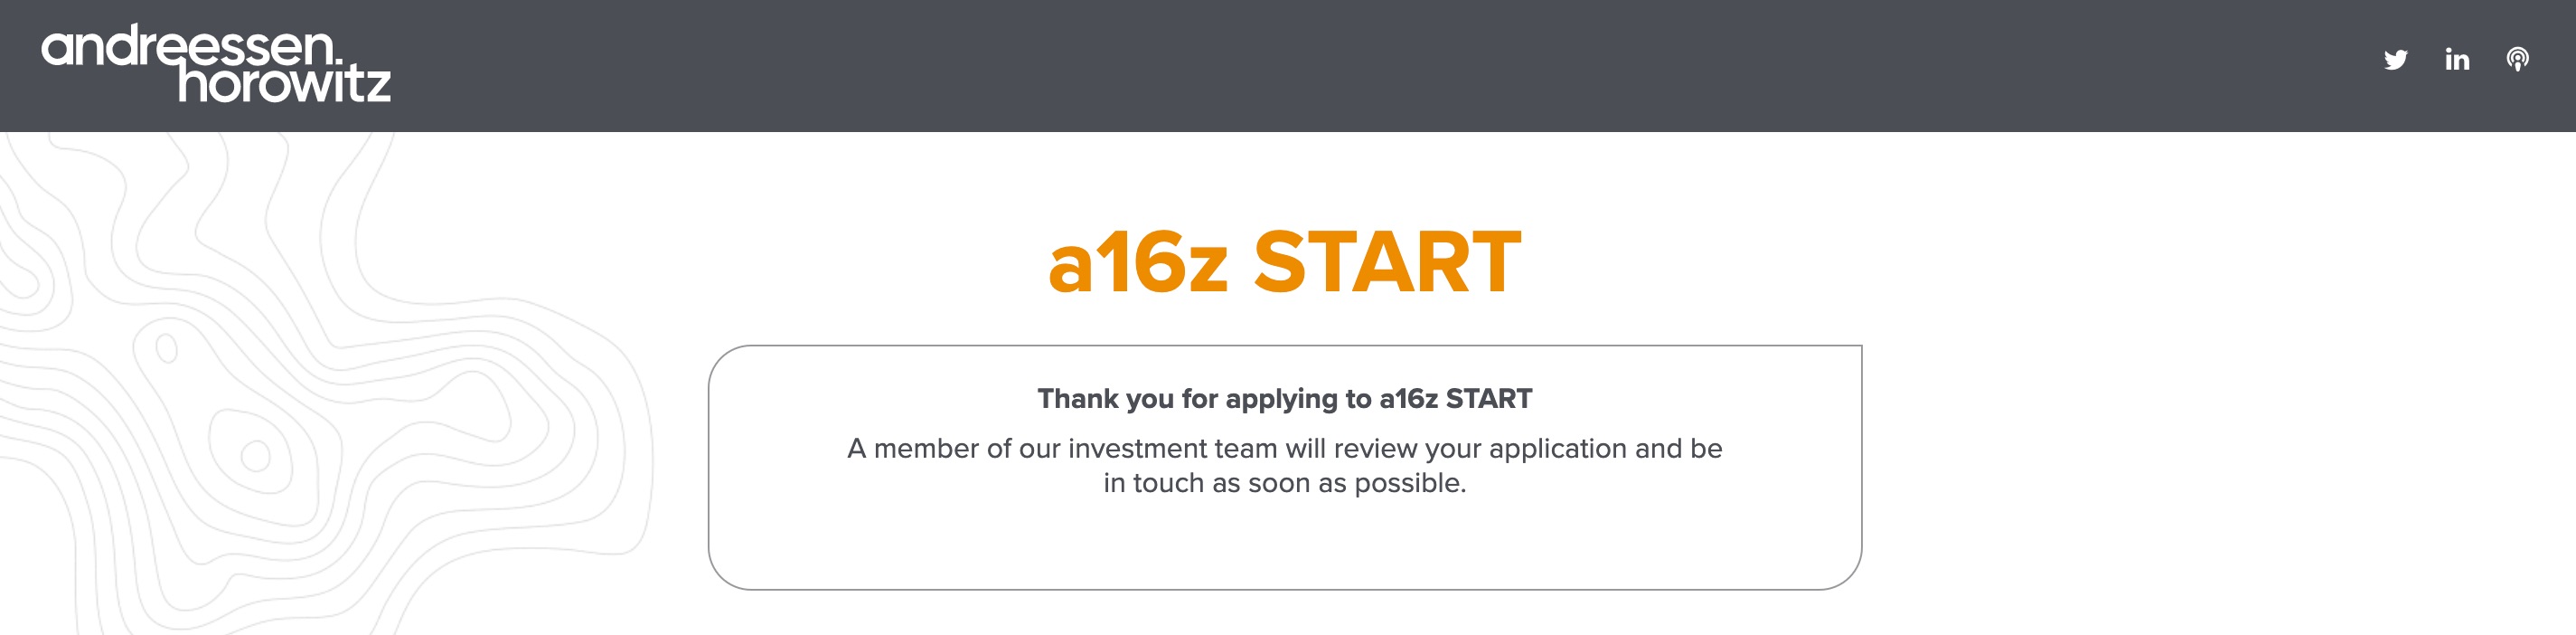 andreessen.
horowitz
a16z START
Thank you for applying to a16z START
A member of our investment team will review your application and be
in touch as soon as possible.